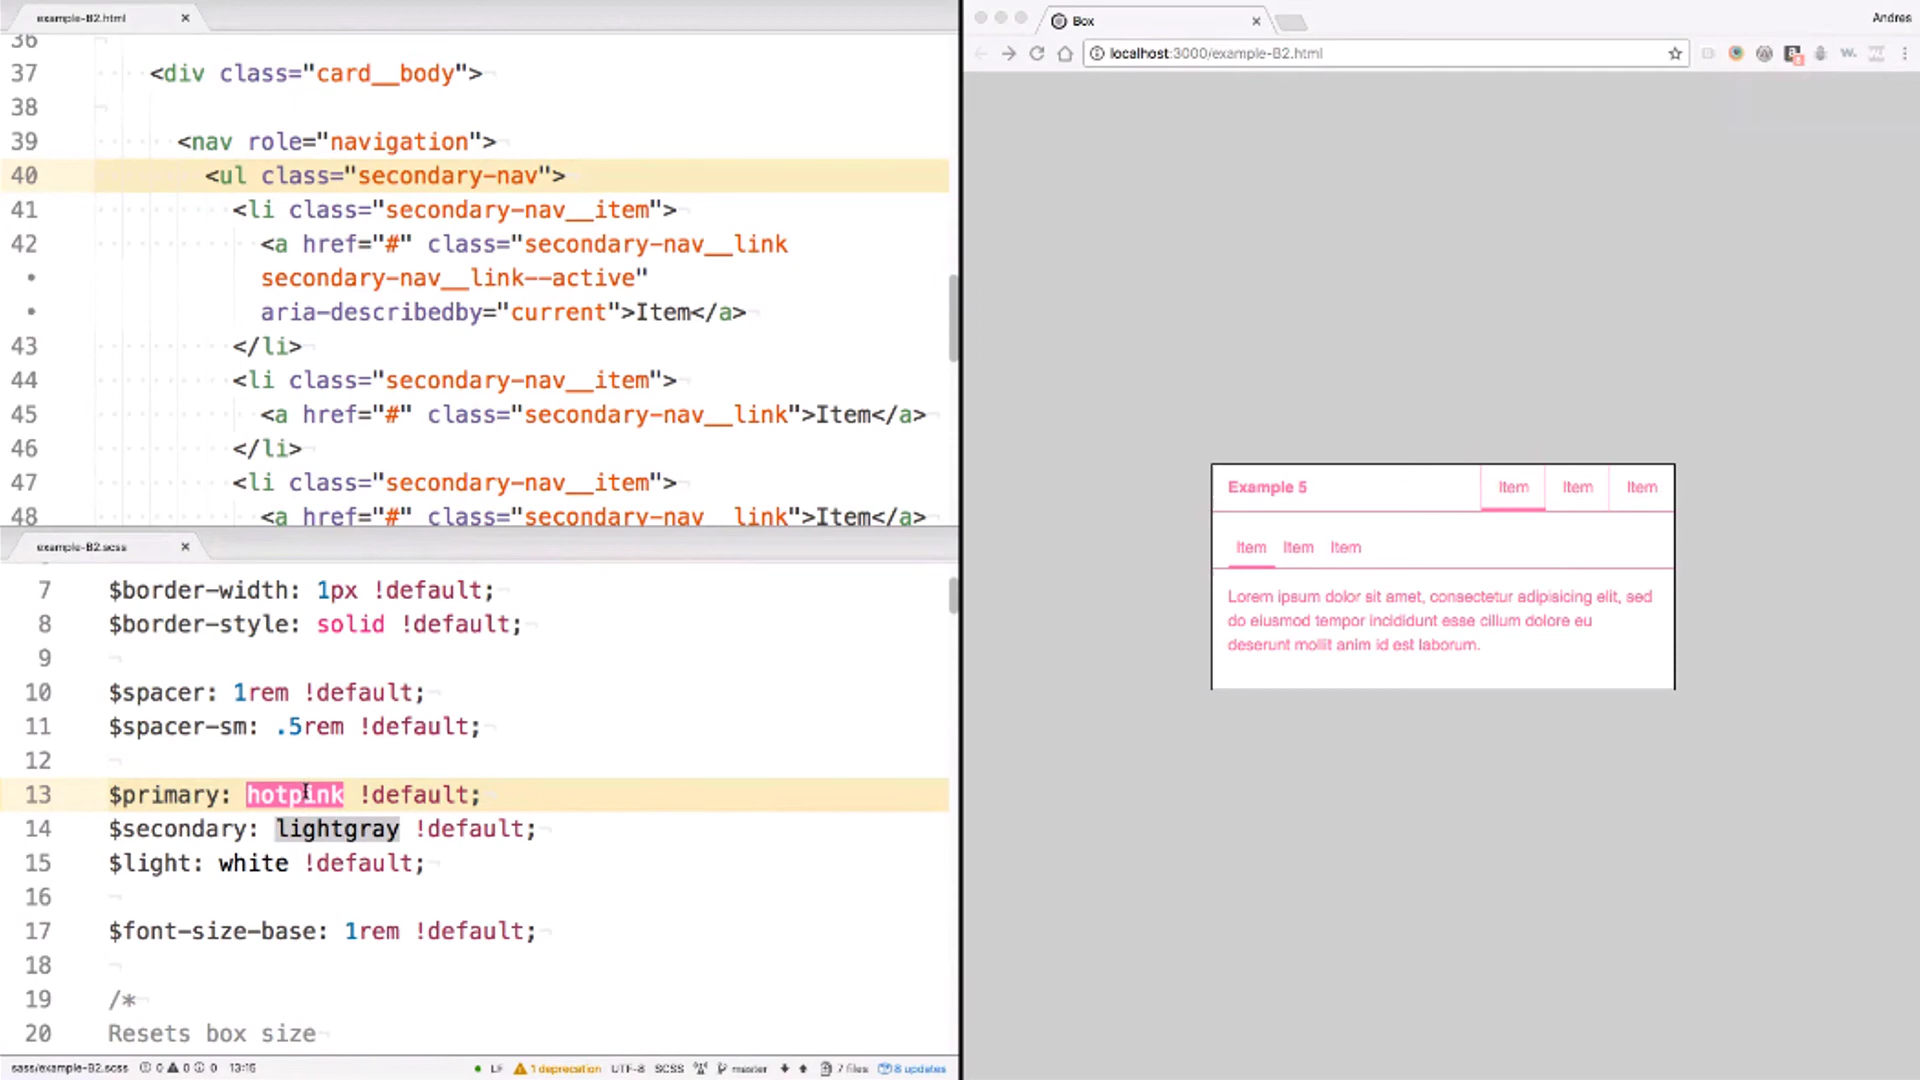 example-B2.html
36
37 <div class="card__body">
38
39 <nav role="navigation">
40 <ul class="secondary-nav">
41 <li class="secondary-nav__item">
42 <a href="#" class="secondary-nav__link
secondary-nav__link--active"
aria-describedby="current">Item</a>
43 </li>
44 <li class="secondary-nav__item">
45 <a href="#" class="secondary-nav__link">Item</a>
46 </li>
47 <li class="secondary-nav__item">
48 <a href="#" class="secondary-nav__link">Item</a>
example-B2.scss
7 $border-width: 1px !default;
8 $border-style: solid !default;
9
10 $spacer: 1rem !default;
11 $spacer-sm: .5rem !default;
12
13 $primary: hotpink !default;
14 $secondary: lightgray !default;
15 $light: white !default;
16
17 $font-size-base: 1rem !default;
18
19 /*
20 Resets box size
sass/example-B2.scss 0 0 0 13:16 LF 1 deprecation UTF-8 SCSS master 7 files 8 updates
Box
Andres
localhost:3000/example-B2.html
Example 5 Item Item Item
Item Item Item
Lorem ipsum dolor sit amet, consectetur adipisicing elit, sed
do eiusmod tempor incididunt esse cillum dolore eu
deserunt mollit anim id est laborum.